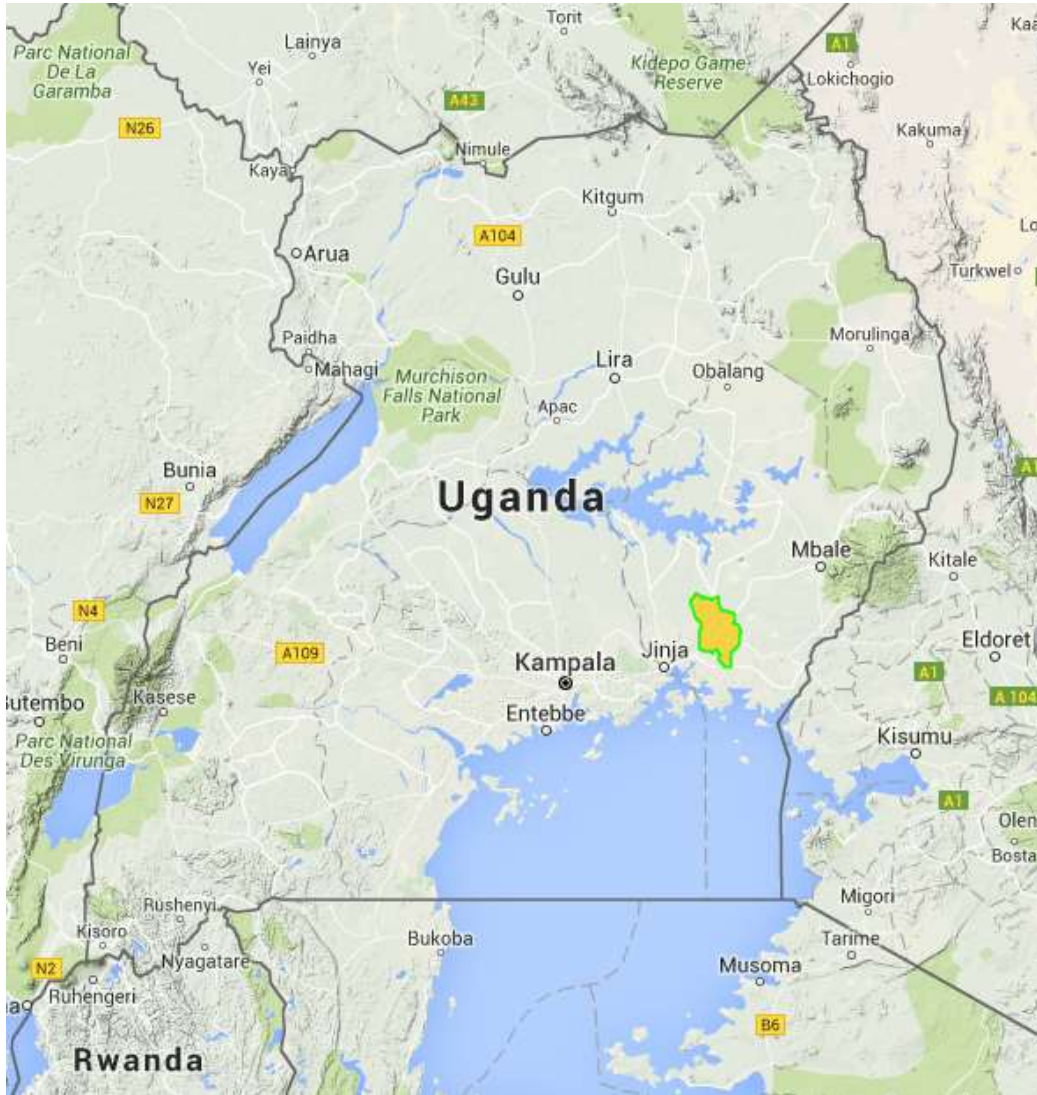 Torit
A1
Kaa
Lainya
Parc National
De La
Garamba
Yei
Kidepo Game
Reserve
Lokichogio
A43
N26
Kakuma
Nimule
Kaya
Kitgum
A104
Lo
Arua
Turkwel
Gulu
Paidha
Mahagi
Morulinga
Lira
Obalang
Murchison
Falls National
Park
Apac
Bunia
A1
Uganda
N27
Mbale
Kitale
N4
Beni
Eldoret
A109
Jinja
Kampala
A1
A 104
Kasese
Butembo
Entebbe
Parc National
Des Virunga
Kisumu
A1
Olen
Bosta
Rushenyi
Migori
Kisoro
Bukoba
Tarime
Nyagatare
N2
Musoma
Ruhengeri
a
B6
Rwanda